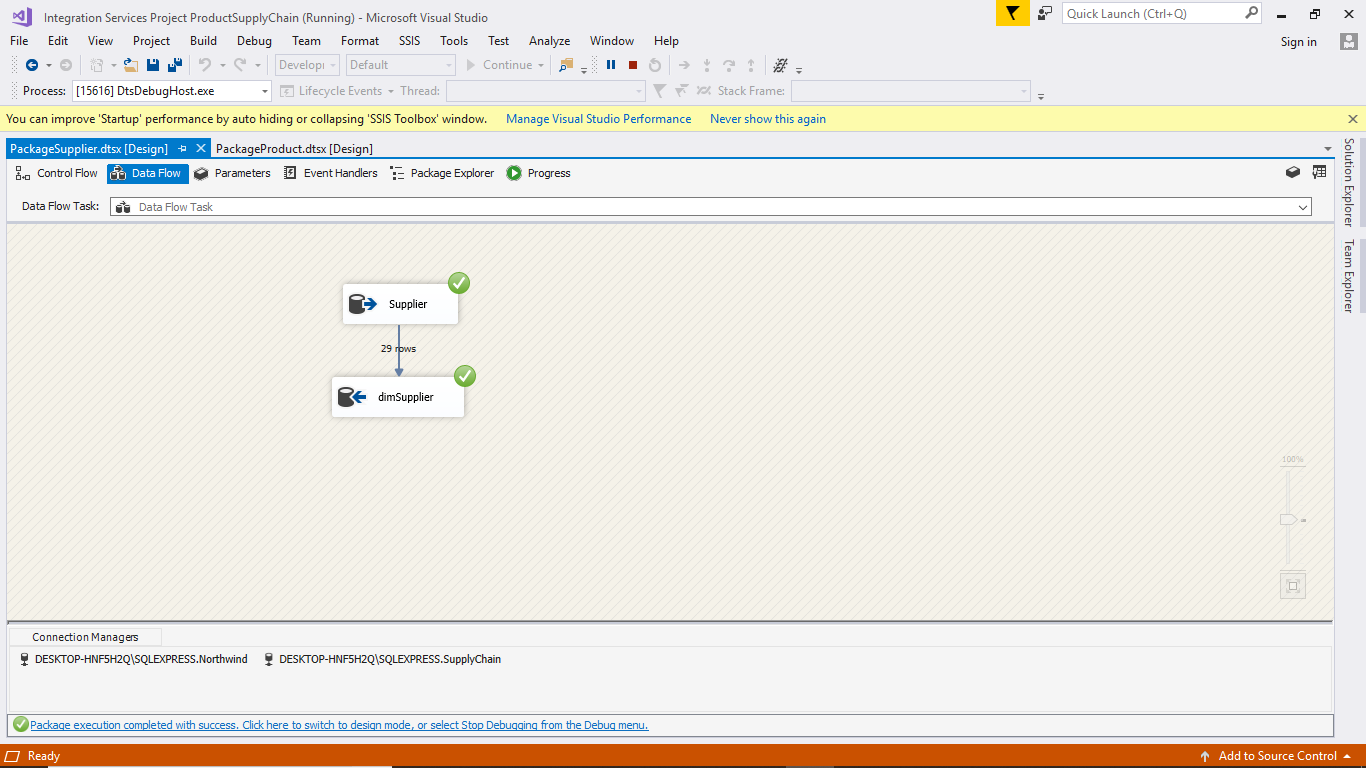 Integration Services Project ProductSupplyChain (Running) - Microsoft Visual Studio
Quick Launch (Ctrl+Q)
File Edit View Project Build Debug Team Format SSIS Tools Test Analyze Window Help
Sign in
Develop Default Continue
Process: [15616] DtsDebugHost.exe Lifecycle Events Thread: Stack Frame:
You can improve 'Startup' performance by auto hiding or collapsing 'SSIS Toolbox' window. Manage Visual Studio Performance Never show this again
PackageSupplier.dtsx [Design] PackageProduct.dtsx [Design]
Control Flow Data Flow Parameters Event Handlers Package Explorer Progress
Data Flow Task: Data Flow Task
Solution Explorer
Team Explorer
Supplier
29 rows
dimSupplier
100%
Connection Managers
DESKTOP-HNF5H2Q\SQLEXPRESS.Northwind DESKTOP-HNF5H2Q\SQLEXPRESS.SupplyChain
Package execution completed with success. Click here to switch to design mode, or select Stop Debugging from the Debug menu.
Ready
Add to Source Control